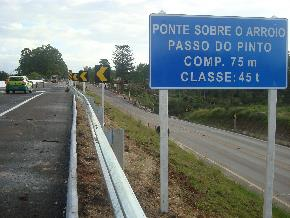 PONTE SOBRE O ARROIO
PASSO DO PINTO
COMP. 75 m
CLASSE: 45 t